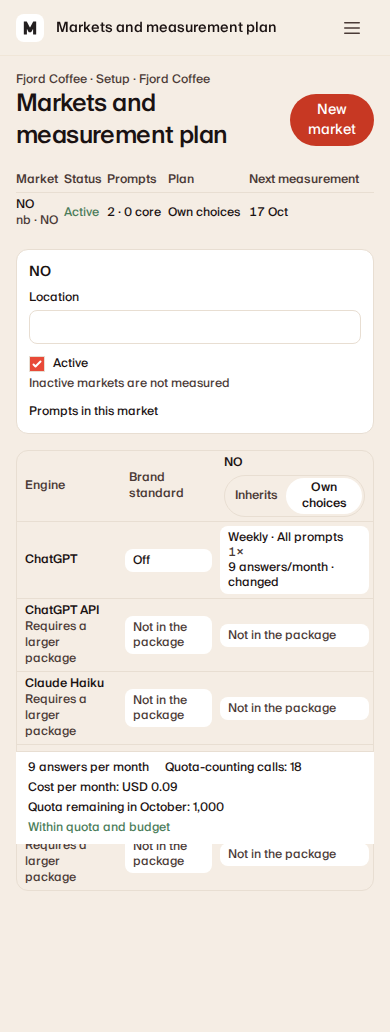 M Markets and measurement plan
Fjord Coffee · Setup · Fjord Coffee
Markets and
measurement plan
New
market
Market Status Prompts Plan Next measurement
NO
nb · NO Active 2 · 0 core Own choices 17 Oct
NO
Location
Active
Inactive markets are not measured
Prompts in this market
Engine
Brand
standard
NO
Inherits
Own
choices
ChatGPT
Off
Weekly · All prompts
1×
9 answers/month ·
changed
ChatGPT API
Requires a
larger
package
Not in the
package
Not in the package
Claude Haiku
Requires a
larger
package
Not in the
package
Not in the package
9 answers per month Quota-counting calls: 18
Cost per month: USD 0.09
Quota remaining in October: 1,000
Within quota and budget
Requires a
larger
package
Not in the
package
Not in the package